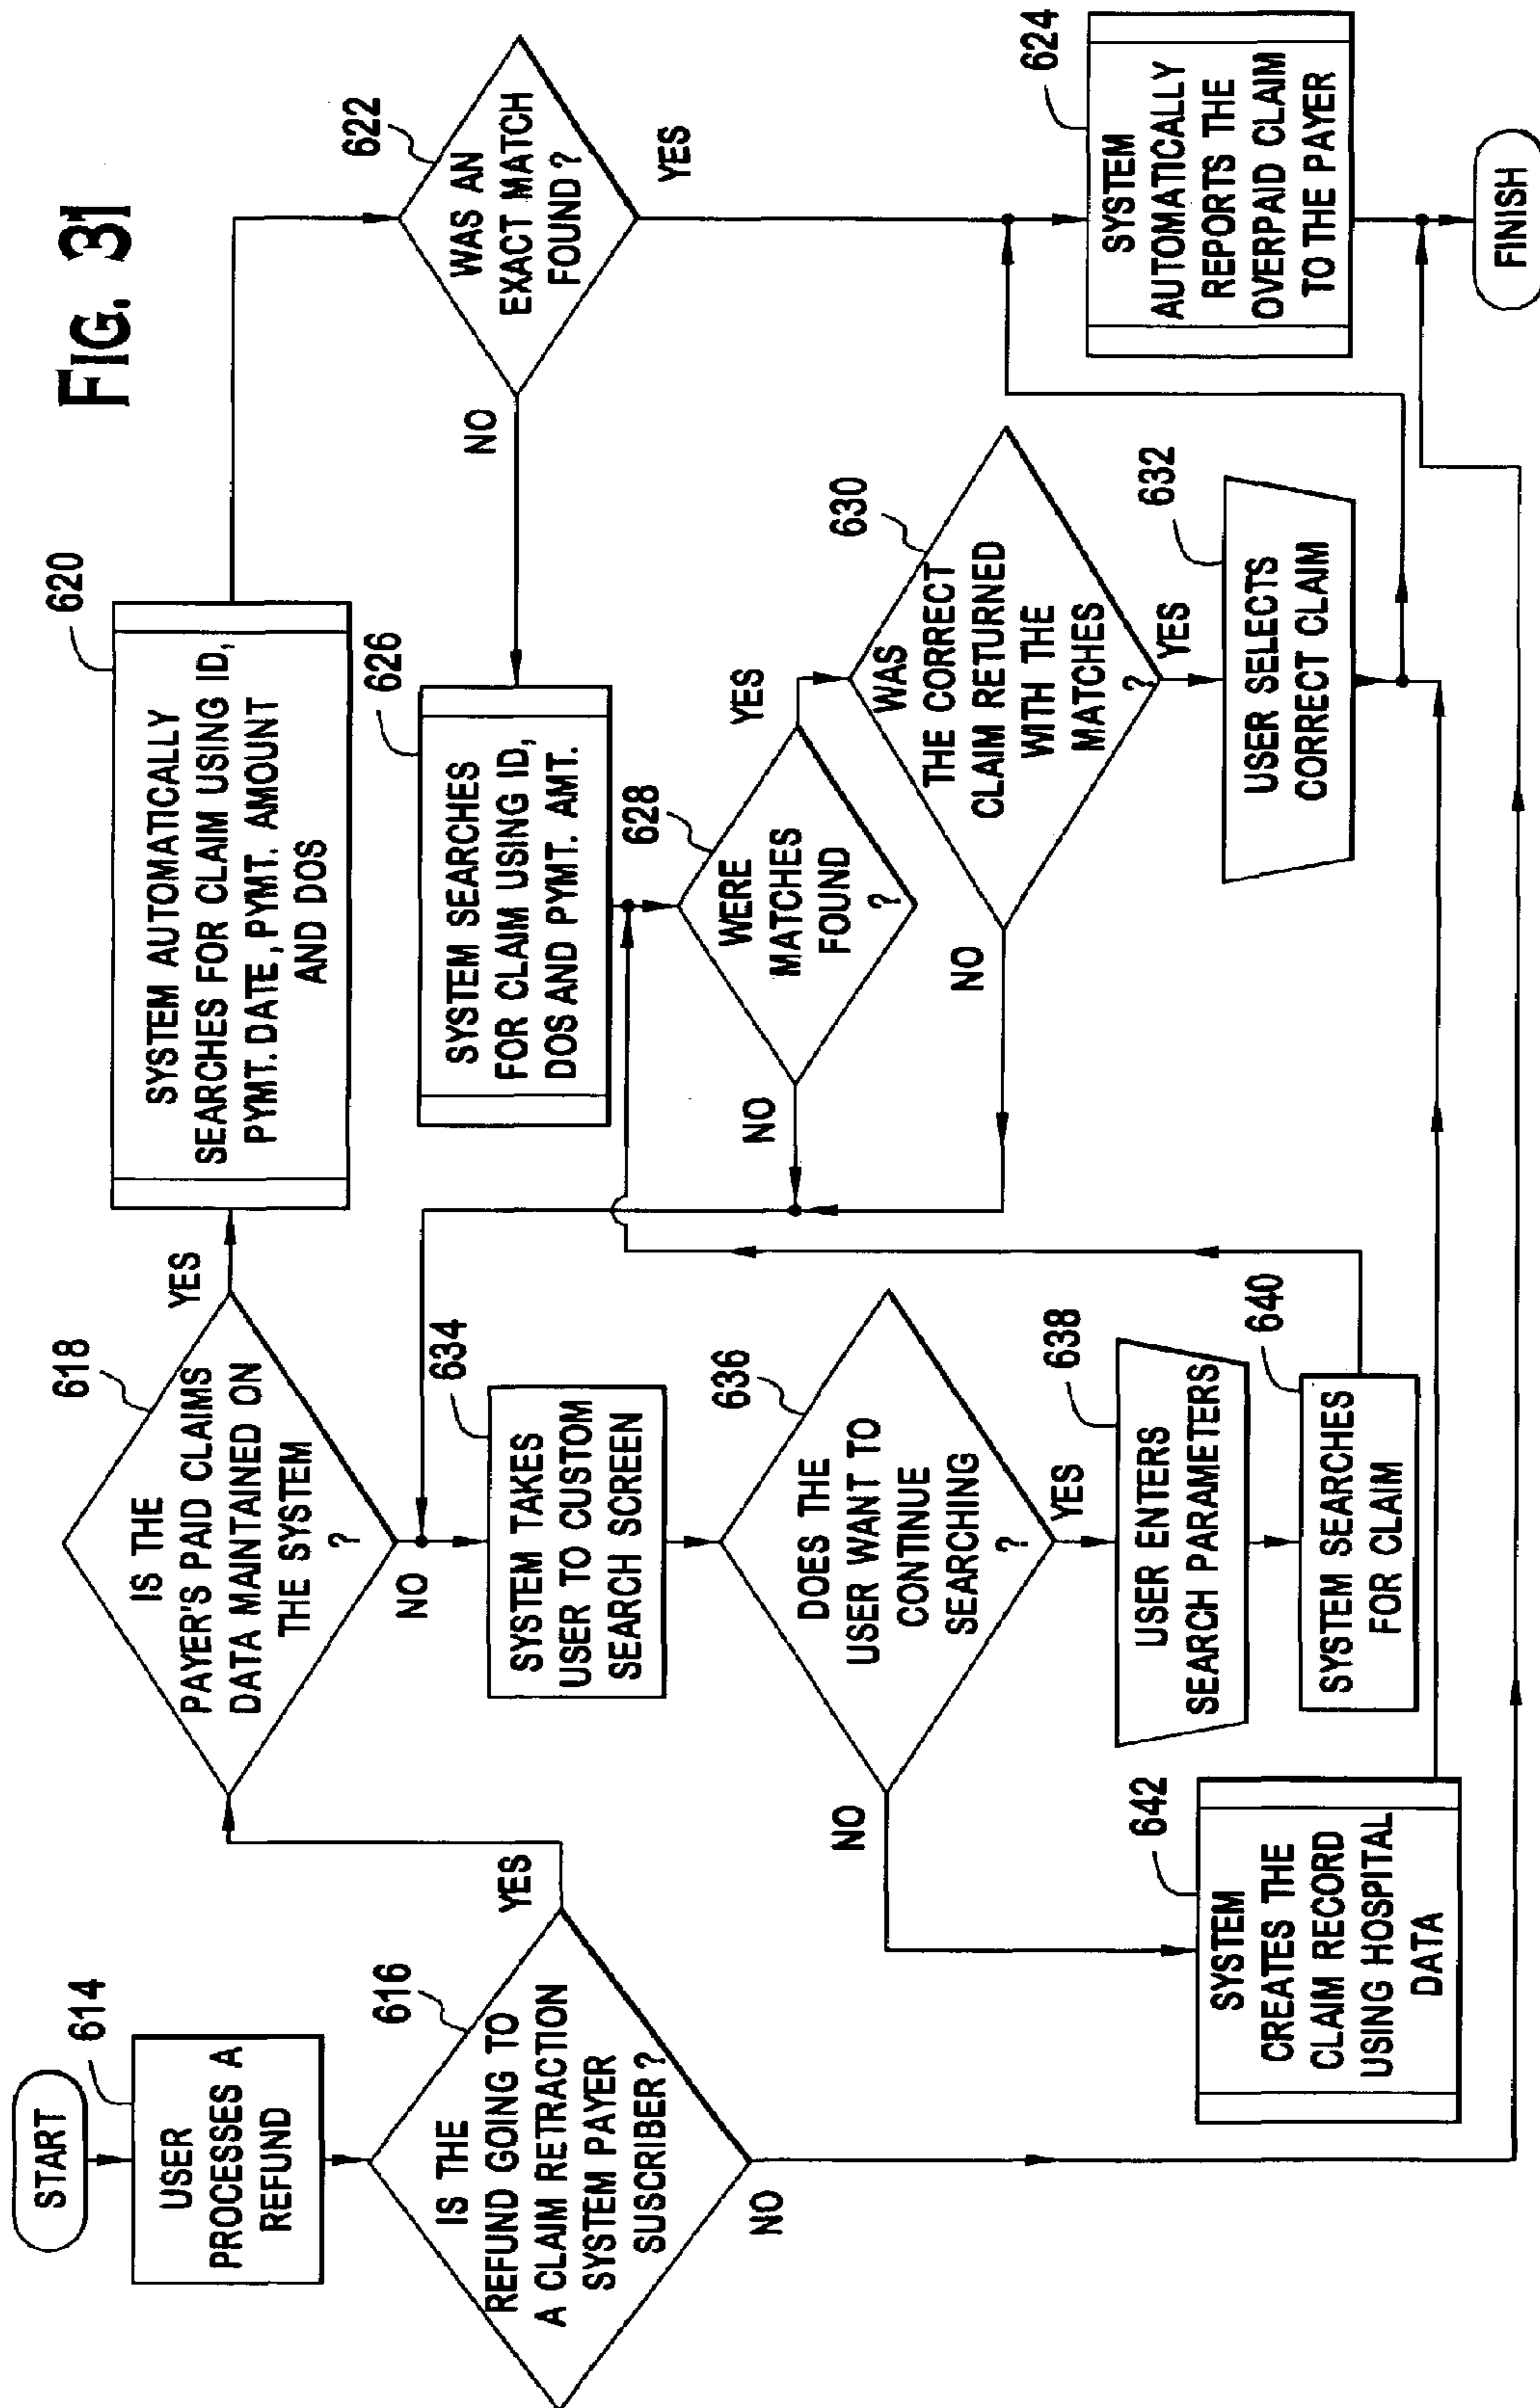 FIG. 31
START
614
USER
PROCESSES A
REFUND
616
IS THE
REFUND GOING TO
A CLAIM RETRACTION
SYSTEM PAYER
SUSCRIBER?
YES
NO
618
IS THE
PAYER'S PAID CLAIMS
DATA MAINTAINED ON
THE SYSTEM
?
YES
NO
620
SYSTEM AUTOMATICALLY
SEARCHES FOR CLAIM USING ID,
PYMT. DATE, PYMT. AMOUNT
AND DOS
622
WAS AN
EXACT MATCH
FOUND?
NO
YES
624
SYSTEM
AUTOMATICALLY
REPORTS THE
OVERPAID CLAIM
TO THE PAYER
626
SYSTEM SEARCHES
FOR CLAIM USING ID,
DOS AND PYMT. AMT.
628
WERE
MATCHES
FOUND
?
YES
NO
630
WAS
THE CORRECT
CLAIM RETURNED
WITH THE
MATCHES
?
YES
NO
632
USER SELECTS
CORRECT CLAIM
634
SYSTEM TAKES
USER TO CUSTOM
SEARCH SCREEN
636
DOES THE
USER WANT TO
CONTINUE
SEARCHING
?
YES
NO
638
USER ENTERS
SEARCH PARAMETERS
640
SYSTEM SEARCHES
FOR CLAIM
642
SYSTEM
CREATES THE
CLAIM RECORD
USING HOSPITAL
DATA
FINISH